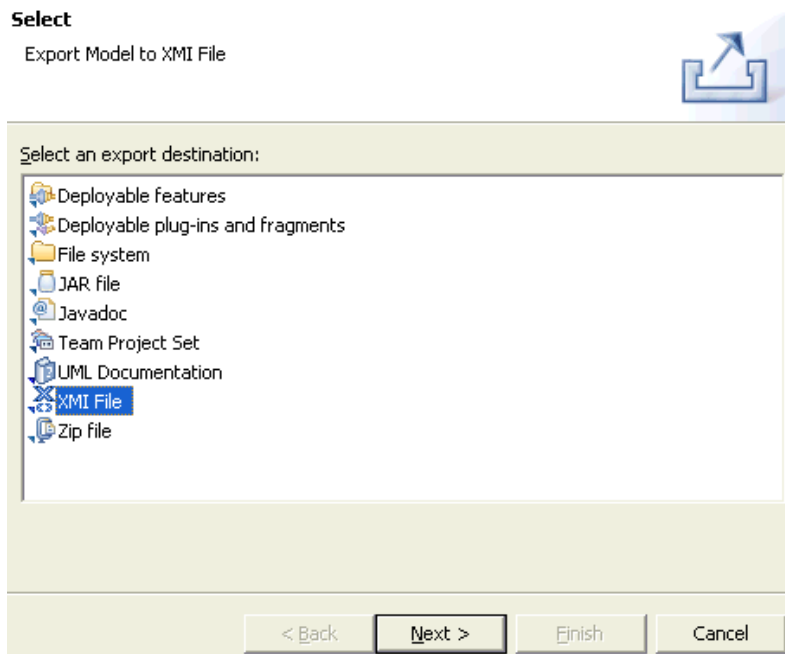 Select
Export Model to XMI File
Select an export destination:
Deployable features
Deployable plug-ins and fragments
File system
JAR file
Javadoc
Team Project Set
UML Documentation
XMI File
Zip file
< Back Next > Finish Cancel